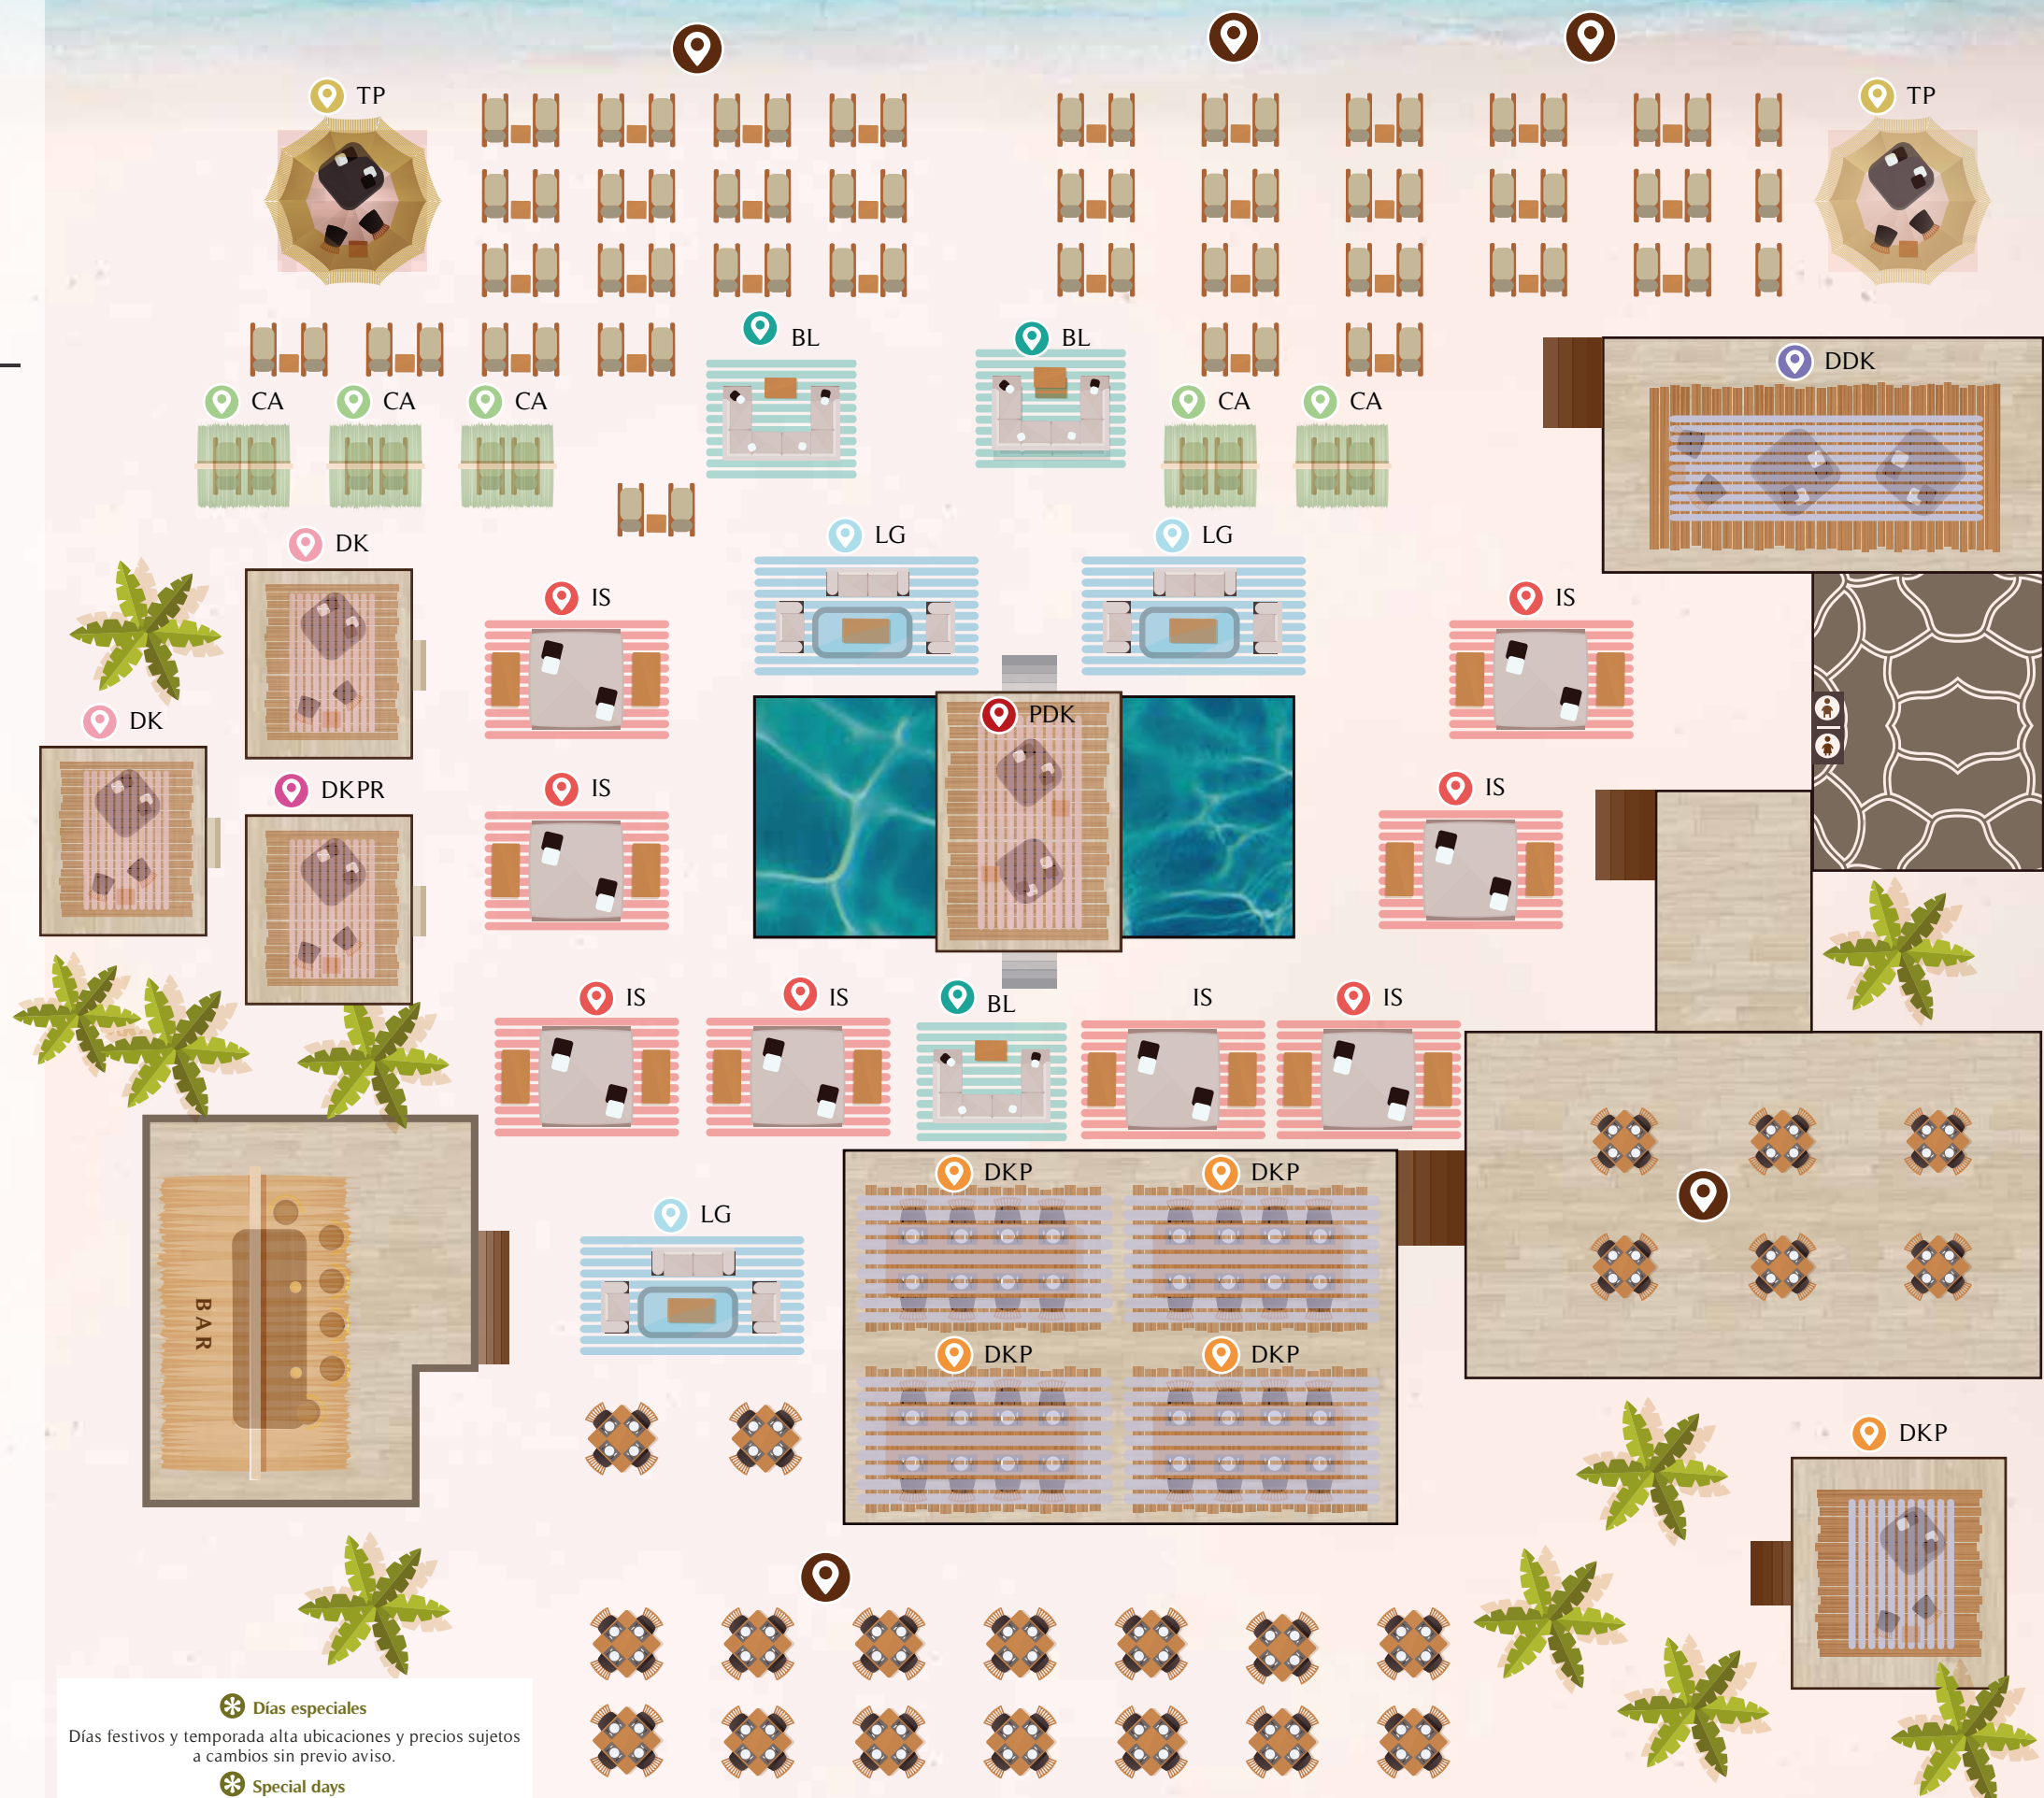 TP
TP
BL
BL
DDK
CA
CA
CA
CA
CA
LG
LG
DK
IS
IS
DK
PDK
DKPR
IS
IS
IS
IS
BL
IS
IS
DKP
DKP
LG
BAR
DKP
DKP
DKP
Días especiales
Días festivos y temporada alta ubicaciones y precios sujetos
a cambios sin previo aviso.
Special days